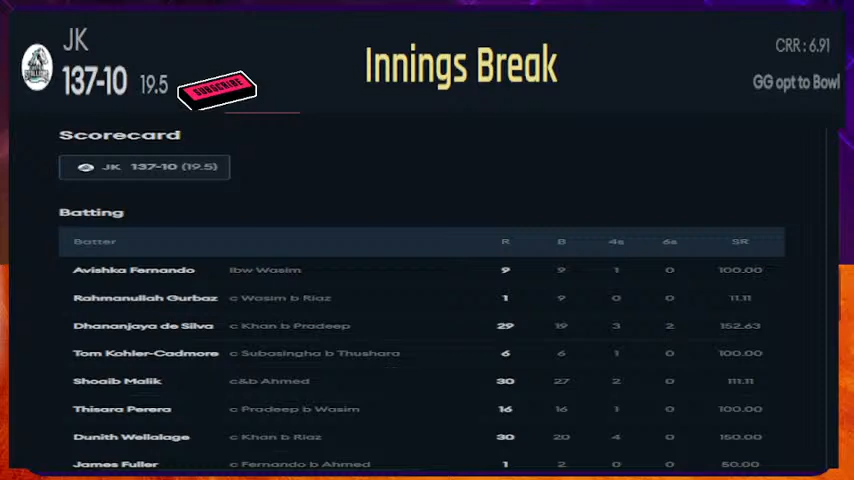 JK
137-10 19.5
SUBSCRIBE
Innings Break
CRR : 6.91
GG opt to Bowl
Scorecard
JK 137-10 (19.5)
Batting
Batter R B 4s 6s SR
Avishka Fernando lbw Wasim 9 9 1 0 100.00
Rahmanullah Gurbaz c Wasim b Riaz 1 9 0 0 11.11
Dhananjaya de Silva c Khan b Pradeep 29 19 3 2 152.63
Tom Kohler-Cadmore c Subasingha b Thushara 6 6 1 0 100.00
Shoaib Malik c&b Ahmed 30 27 2 0 111.11
Thisara Perera c Pradeep b Wasim 16 16 1 0 100.00
Dunith Wellalage c Khan b Riaz 30 20 4 0 150.00
James Fuller c Fernando b Ahmed 1 2 0 0 50.00